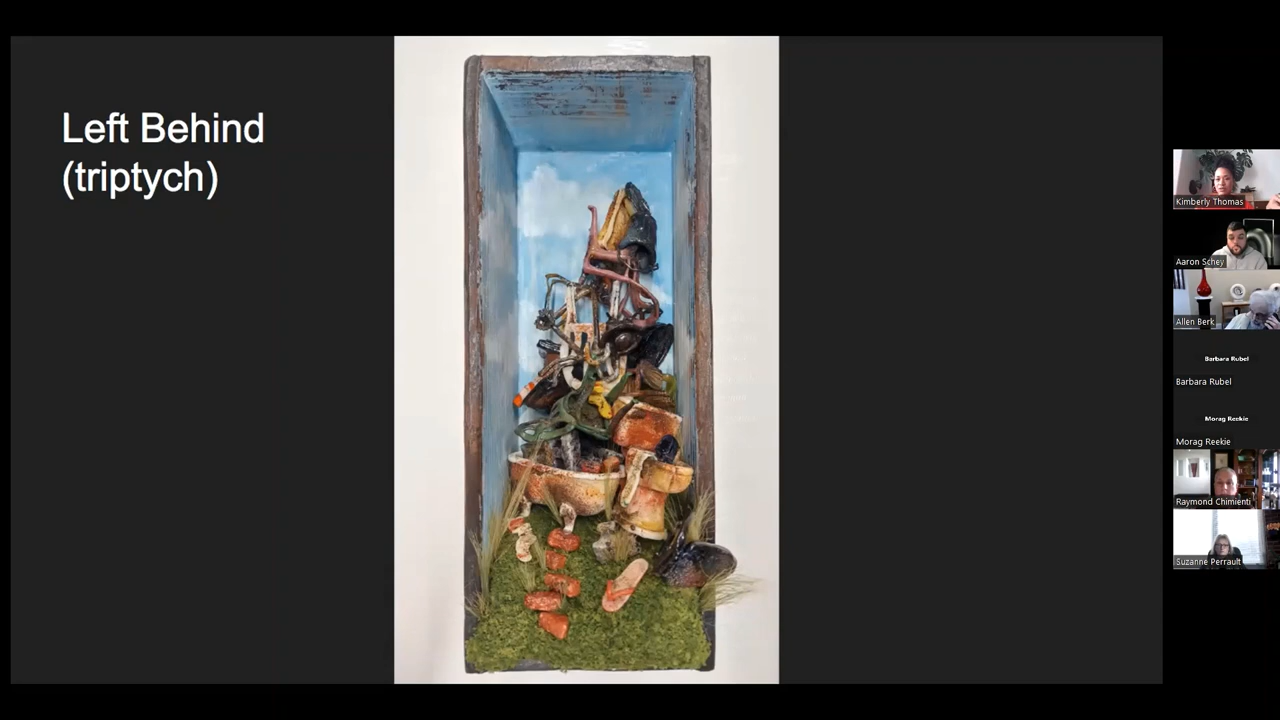 Left Behind
(triptych)
Kimberly Thomas
Aaron Schey
Allen Berk
Barbara Rubel
Barbara Rubel
Morag Reekie
Morag Reekie
Raymond Chimienti
Suzanne Perrault